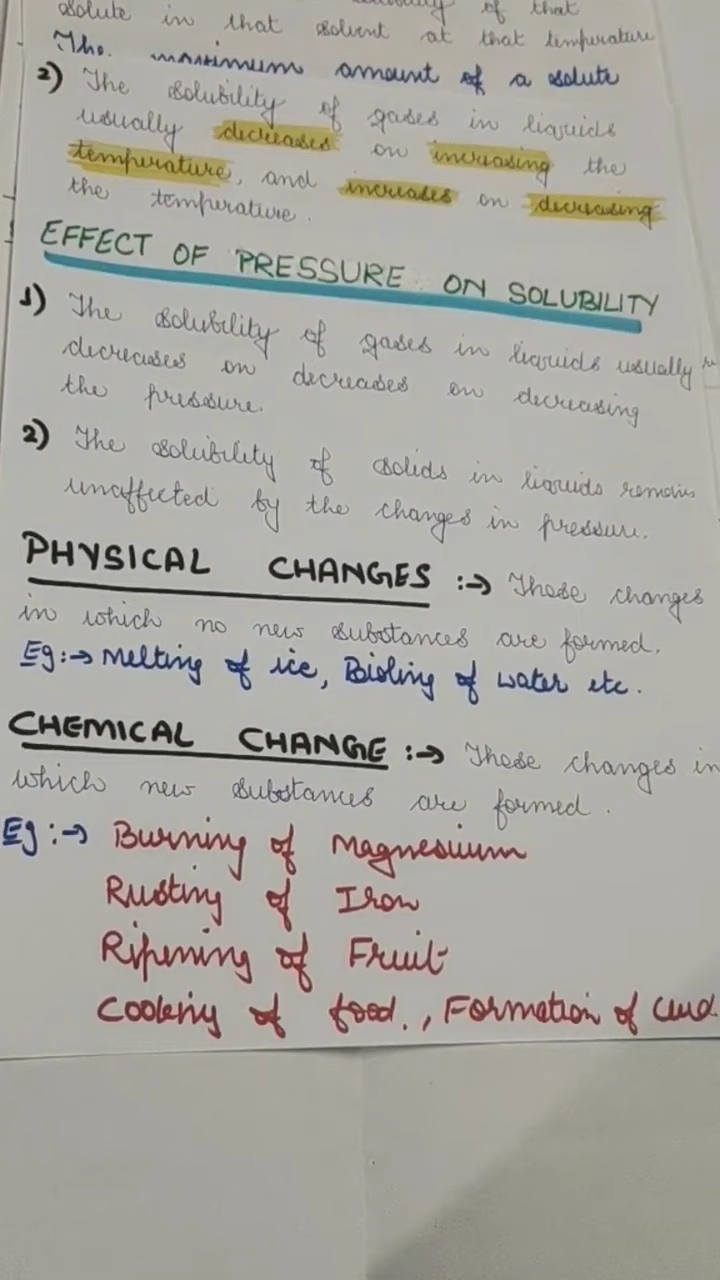 solubility of that
solute in that solvent at that temperature
The maximum amount of a solute
2) The solubility of gases in liquids
usually decreases on increasing the
temperature, and increases on decreasing
the temperature.
EFFECT OF PRESSURE ON SOLUBILITY
1) The solubility of gases in liquids usually
decreases on decreases on decreasing
the pressure.
2) The solubility of solids in liquids remains
unaffected by the changes in pressure.
PHYSICAL CHANGES :→ Those changes
in which no new substances are formed.
Eg:→ Melting of ice, Bioling of water etc.
CHEMICAL CHANGE :→ Those changes in
which new substances are formed.
Eg:→ Burning of Magnesium
Rusting of Iron
Ripening of Fruit
Cooking of food., Formation of Curd